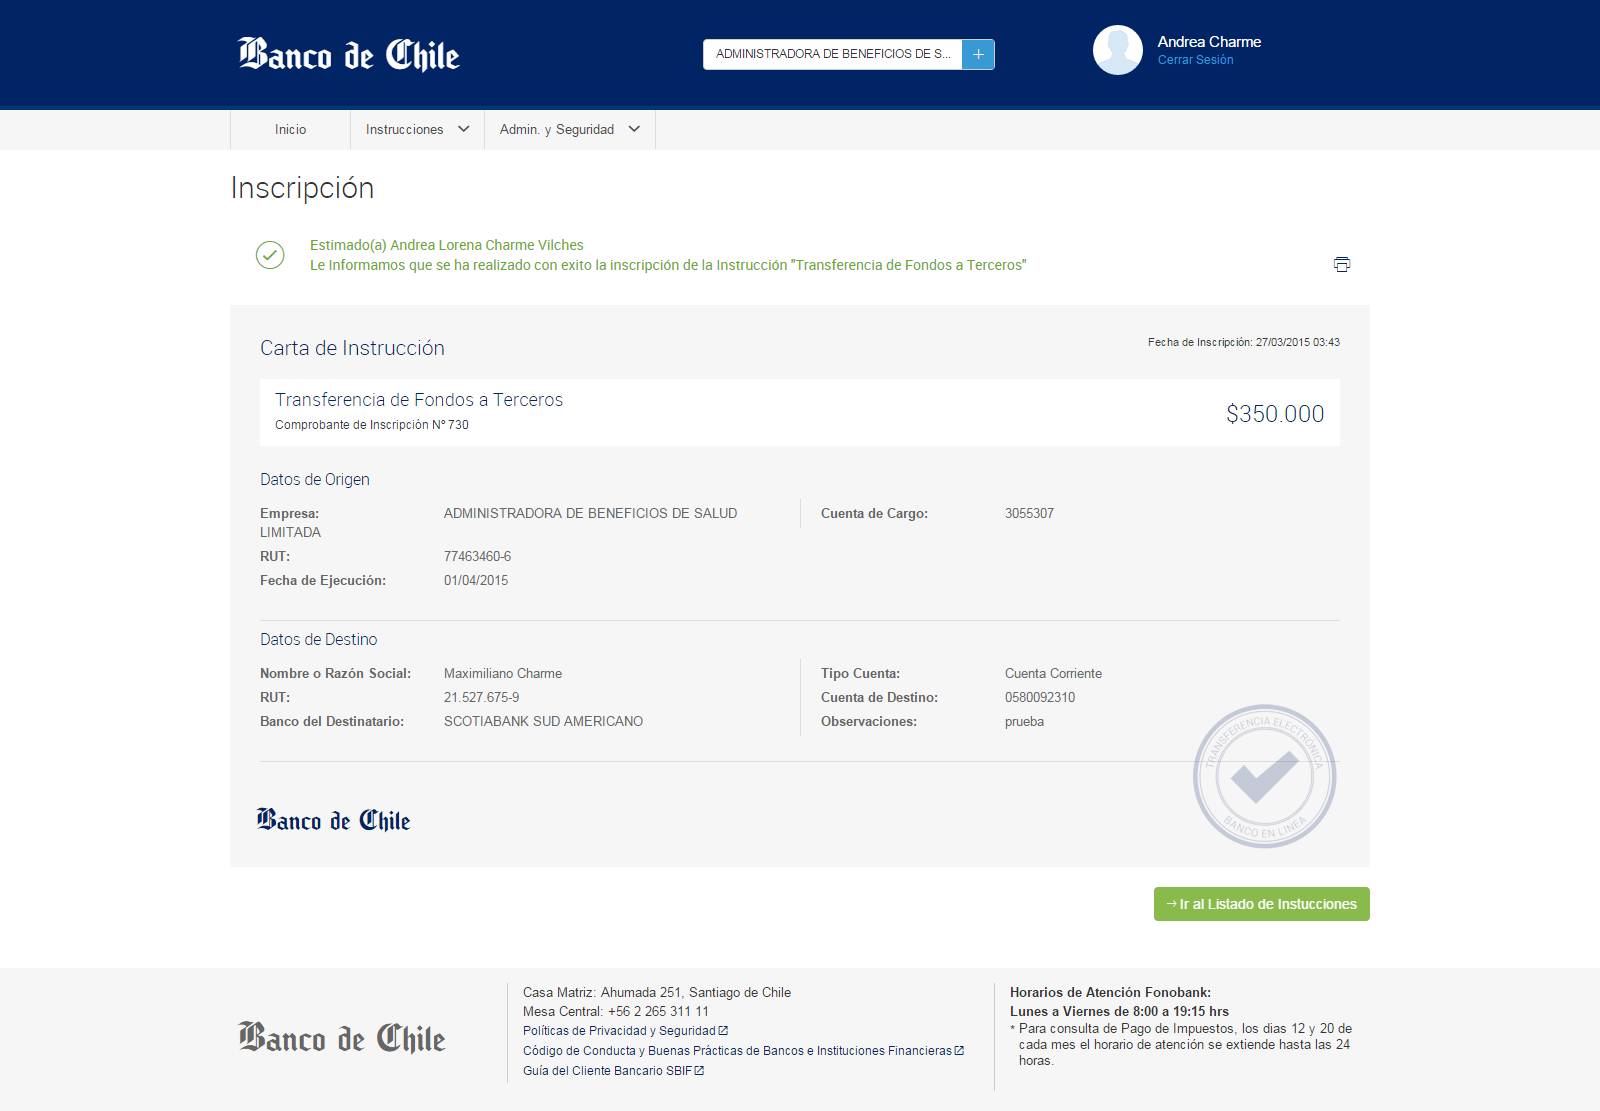 Banco de Chile
ADMINISTRADORA DE BENEFICIOS DE S...
+
Andrea Charme
Cerrar Sesión
Inicio
Instrucciones
Admin. y Seguridad
Inscripción
Estimado(a) Andrea Lorena Charme Vilches
Le Informamos que se ha realizado con exito la inscripción de la Instrucción "Transferencia de Fondos a Terceros"
Carta de Instrucción
Fecha de Inscripción: 27/03/2015 03:43
Transferencia de Fondos a Terceros
Comprobante de Inscripción Nº 730
$350.000
Datos de Origen
Empresa: ADMINISTRADORA DE BENEFICIOS DE SALUD
LIMITADA
Cuenta de Cargo: 3055307
RUT: 77463460-6
Fecha de Ejecución: 01/04/2015
Datos de Destino
Nombre o Razón Social: Maximiliano Charme
RUT: 21.527.675-9
Banco del Destinatario: SCOTIABANK SUD AMERICANO
Tipo Cuenta: Cuenta Corriente
Cuenta de Destino: 0580092310
Observaciones: prueba
TRANSFERENCIA ELECTRONICA
BANCO EN LINEA
Banco de Chile
→ Ir al Listado de Instucciones
Banco de Chile
Casa Matriz: Ahumada 251, Santiago de Chile
Mesa Central: +56 2 265 311 11
Políticas de Privacidad y Seguridad
Código de Conducta y Buenas Prácticas de Bancos e Instituciones Financieras
Guía del Cliente Bancario SBIF
Horarios de Atención Fonobank:
Lunes a Viernes de 8:00 a 19:15 hrs
* Para consulta de Pago de Impuestos, los dias 12 y 20 de
cada mes el horario de atención se extiende hasta las 24
horas.